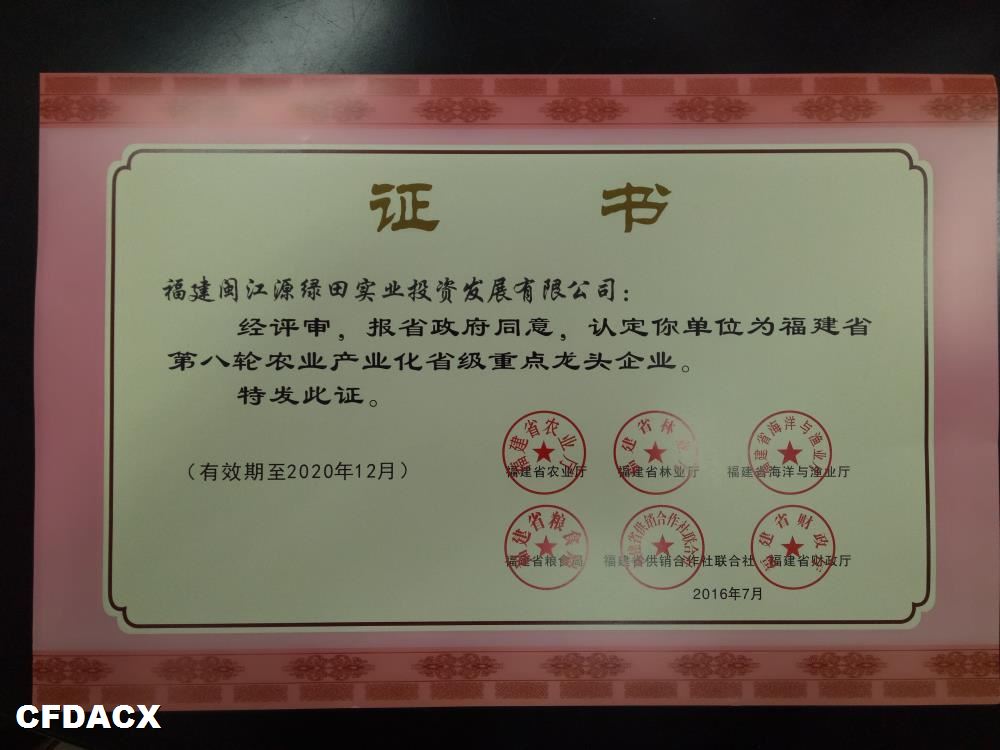 证 书
福建闽江源绿田实业投资发展有限公司：
经评审，报省政府同意，认定你单位为福建省
第八轮农业产业化省级重点龙头企业。
特发此证。
（有效期至2020年12月）
福建省农业厅 福建省林业厅 福建省海洋与渔业厅
福建省粮食局 福建省供销合作社联合社 福建省财政厅
2016年7月
CFDACX